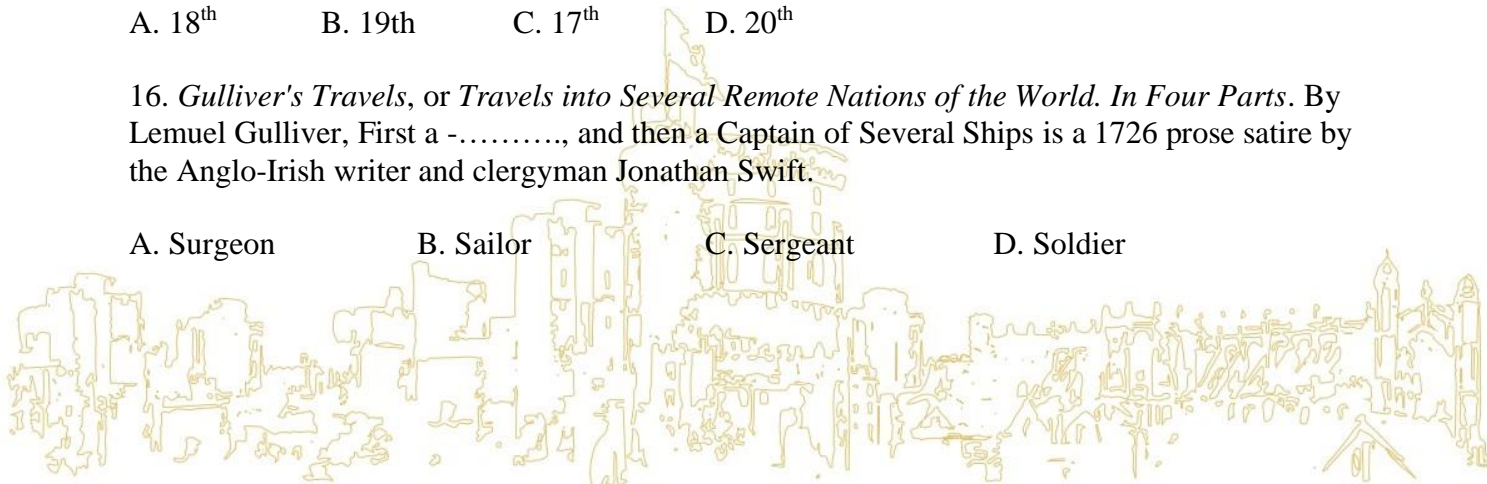 A. 18th B. 19th C. 17th D. 20th
16. Gulliver's Travels, or Travels into Several Remote Nations of the World. In Four Parts. By
Lemuel Gulliver, First a -………., and then a Captain of Several Ships is a 1726 prose satire by
the Anglo-Irish writer and clergyman Jonathan Swift.
A. Surgeon B. Sailor C. Sergeant D. Soldier